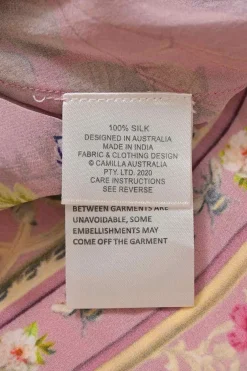 100% SILK
DESIGNED IN AUSTRALIA
MADE IN INDIA
FABRIC & CLOTHING DESIGN
© CAMILLA AUSTRALIA
PTY. LTD. 2020
CARE INSTRUCTIONS
SEE REVERSE
BETWEEN GARMENTS ARE
UNAVOIDABLE, SOME
EMBELLISHMENTS MAY
COME OFF THE GARMENT